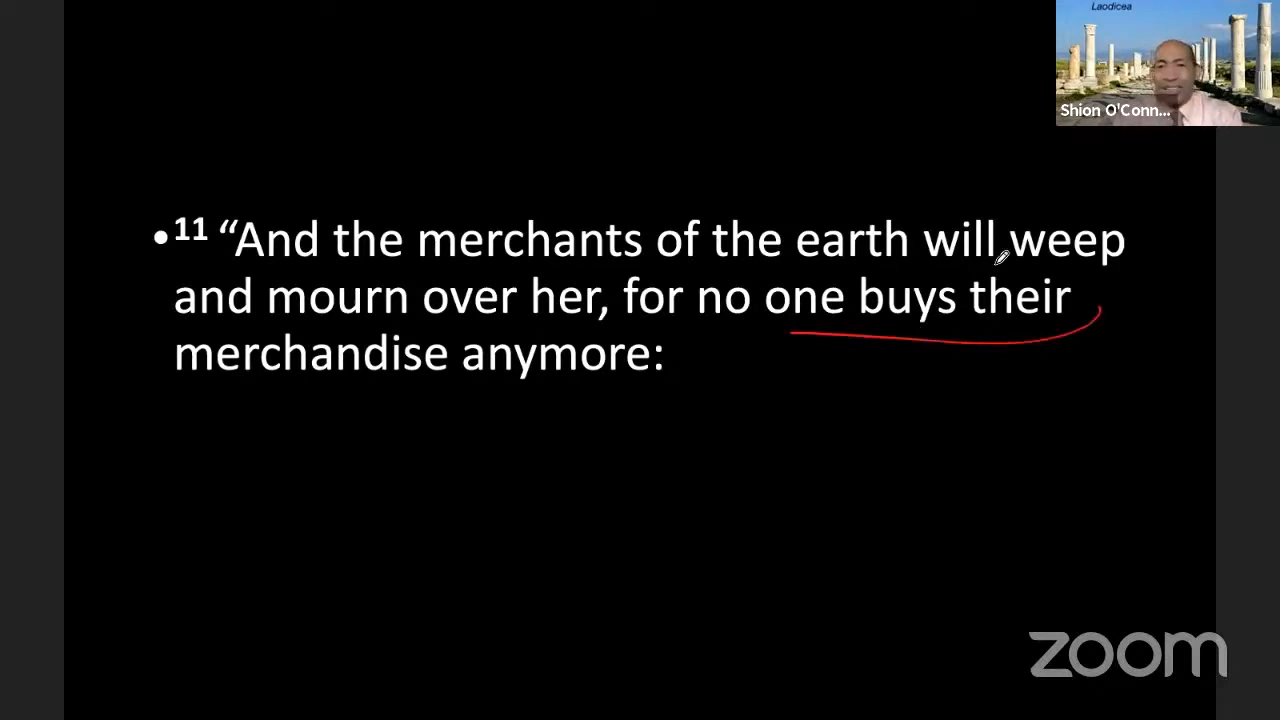 Laodicea
Shion O'Conn...
•11 “And the merchants of the earth will weep
and mourn over her, for no one buys their
merchandise anymore:
zoom